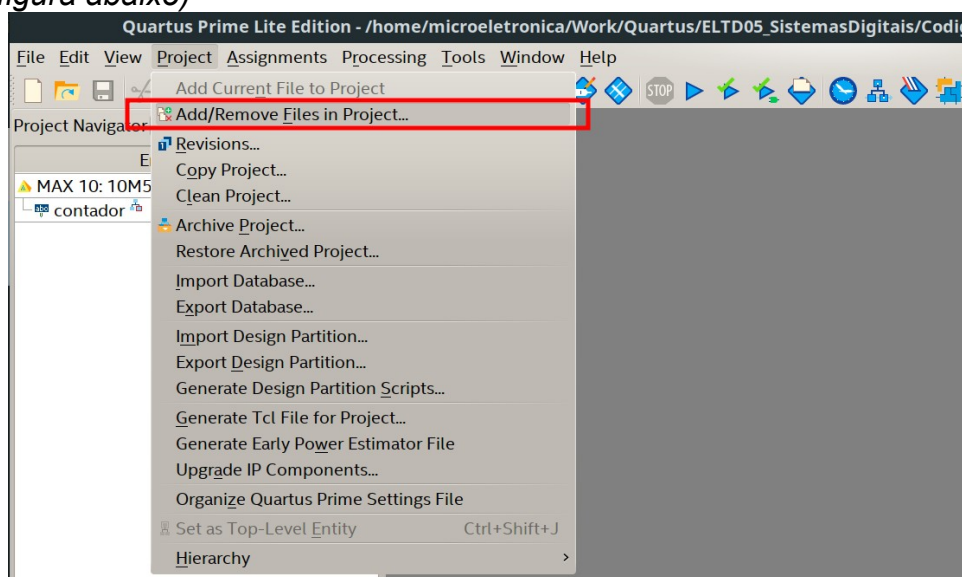 figura abaixo)
Quartus Prime Lite Edition - /home/microeletronica/Work/Quartus/ELTD05_SistemasDigitais/Codig
File Edit View Project Assignments Processing Tools Window Help
Add Current File to Project
STOP
Project Navigator
Add/Remove Files in Project...
Revisions...
Copy Project...
MAX 10: 10M5
Clean Project...
contador
Archive Project...
Restore Archived Project...
Import Database...
Export Database...
Import Design Partition...
Export Design Partition...
Generate Design Partition Scripts...
Generate Tcl File for Project...
Generate Early Power Estimator File
Upgrade IP Components...
Organize Quartus Prime Settings File
Set as Top-Level Entity Ctrl+Shift+J
Hierarchy >